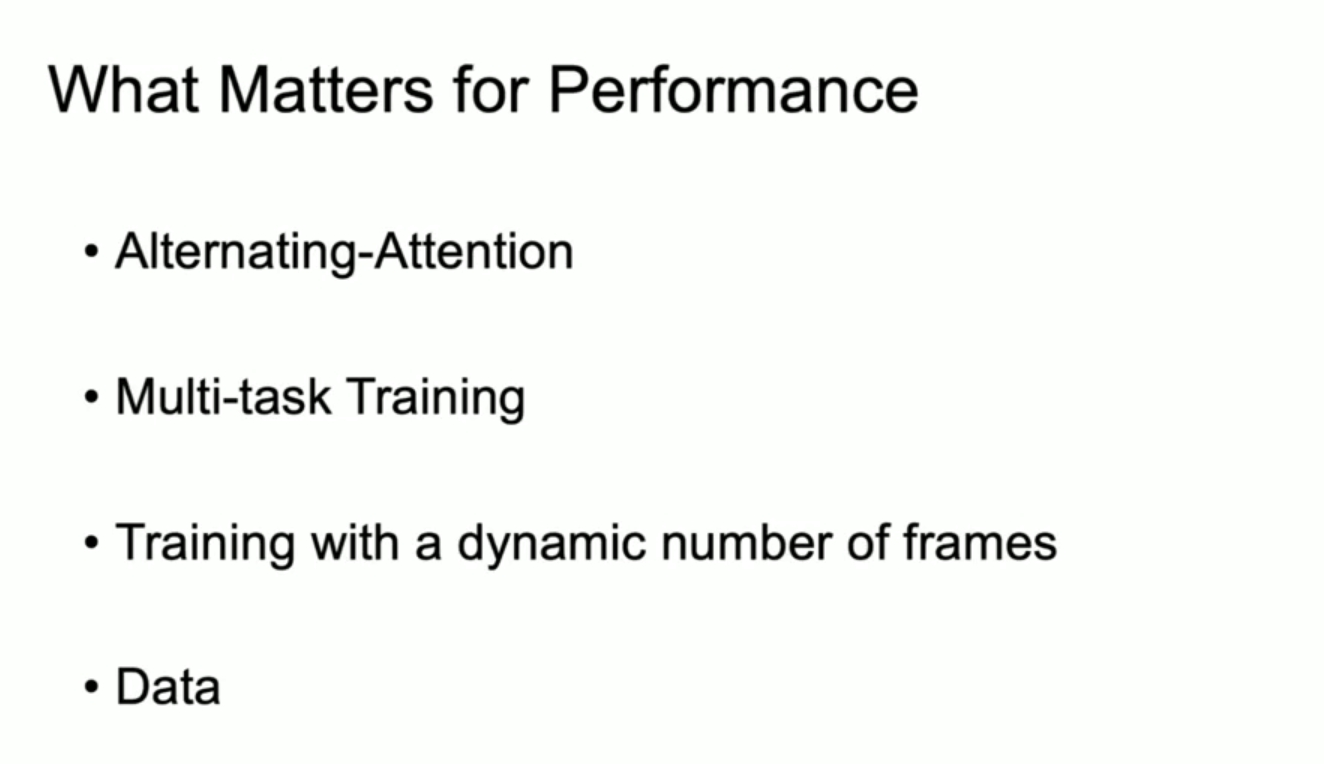 What Matters for Performance
• Alternating-Attention
• Multi-task Training
• Training with a dynamic number of frames
• Data